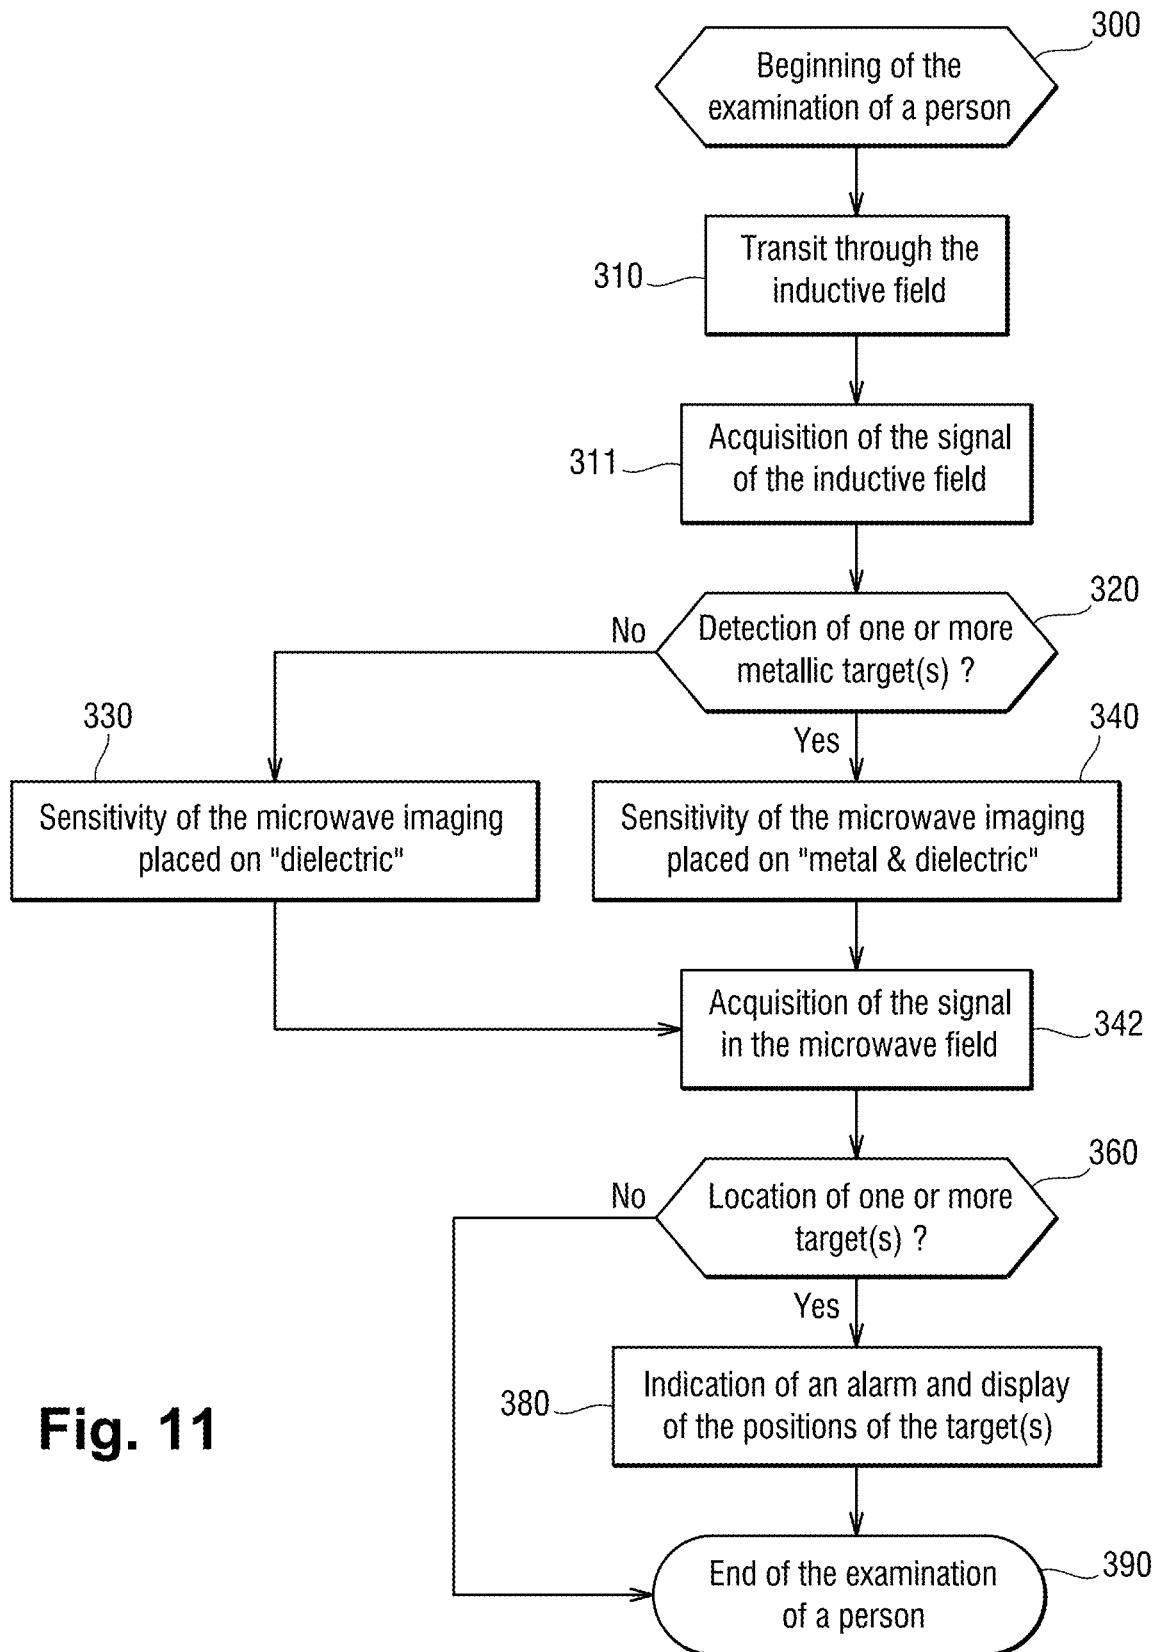 300
Beginning of the
examination of a person
310
Transit through the
inductive field
311
Acquisition of the signal
of the inductive field
320
No
Detection of one or more
metallic target(s) ?
Yes
330
Sensitivity of the microwave imaging
placed on "dielectric"
340
Sensitivity of the microwave imaging
placed on "metal & dielectric"
Acquisition of the signal
in the microwave field
342
360
No
Location of one or more
target(s) ?
Yes
380
Indication of an alarm and display
of the positions of the target(s)
Fig. 11
End of the examination
of a person
390